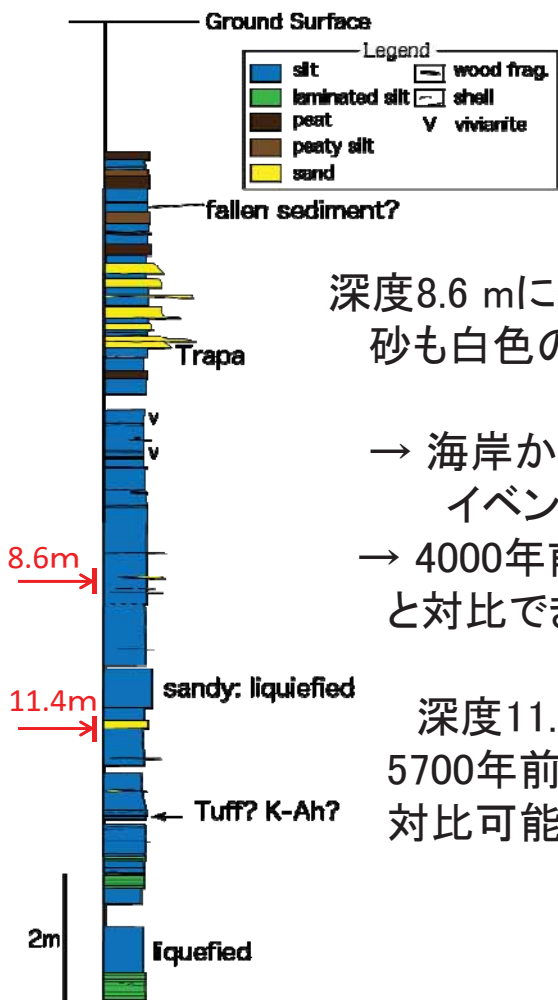 Ground Surface
Legend
silt
wood frag.
laminated silt
shell
peat
V vivianite
peaty silt
sand
fallen sediment?
深度8.6 mに
砂も白色の
Trapa
→ 海岸か
v
イベン
v
8.6m
→ 4000年前
と対比でき
sandy: liquiefied
11.4m
深度11.
5700年前
Tuff? K-Ah?
対比可能
2m
liquefied